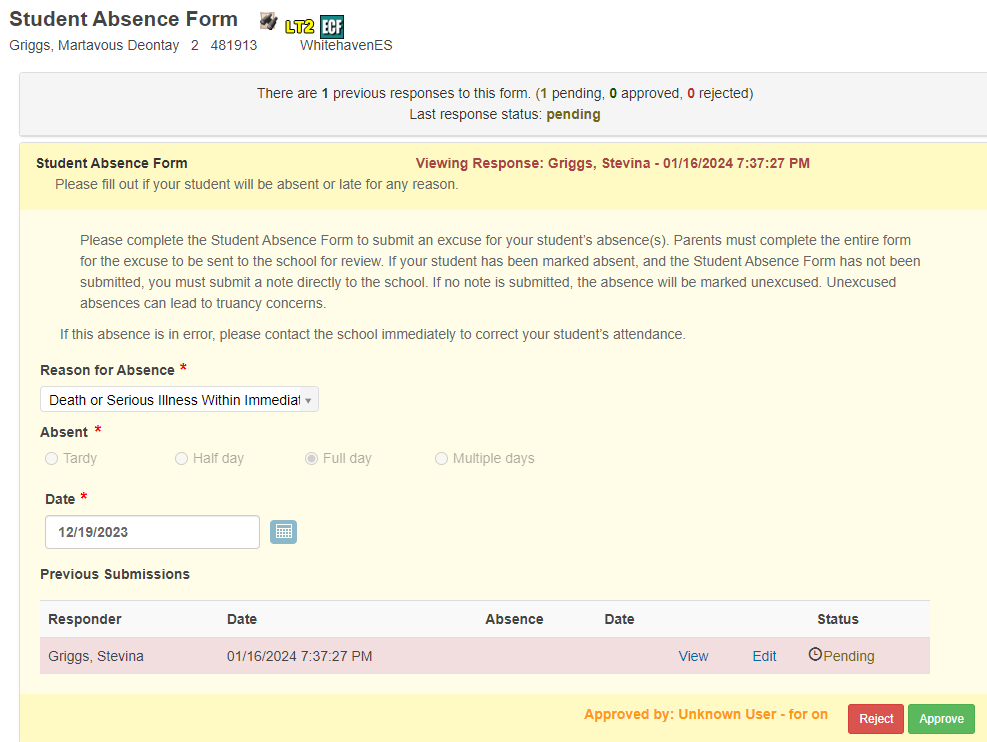 Student Absence Form LT2 ECF
Griggs, Martavous Deontay 2 481913 WhitehavenES
There are 1 previous responses to this form. (1 pending, 0 approved, 0 rejected)
Last response status: pending
Student Absence Form Viewing Response: Griggs, Stevina - 01/16/2024 7:37:27 PM
Please fill out if your student will be absent or late for any reason.
Please complete the Student Absence Form to submit an excuse for your student's absence(s). Parents must complete the entire form
for the excuse to be sent to the school for review. If your student has been marked absent, and the Student Absence Form has not been
submitted, you must submit a note directly to the school. If no note is submitted, the absence will be marked unexcused. Unexcused
absences can lead to truancy concerns.
If this absence is in error, please contact the school immediately to correct your student's attendance.
Reason for Absence *
Death or Serious Illness Within Immediat
Absent *
Tardy Half day Full day Multiple days
Date *
12/19/2023
Previous Submissions
Responder Date Absence Date Status
Griggs, Stevina 01/16/2024 7:37:27 PM View Edit Pending
Approved by: Unknown User - for on Reject Approve